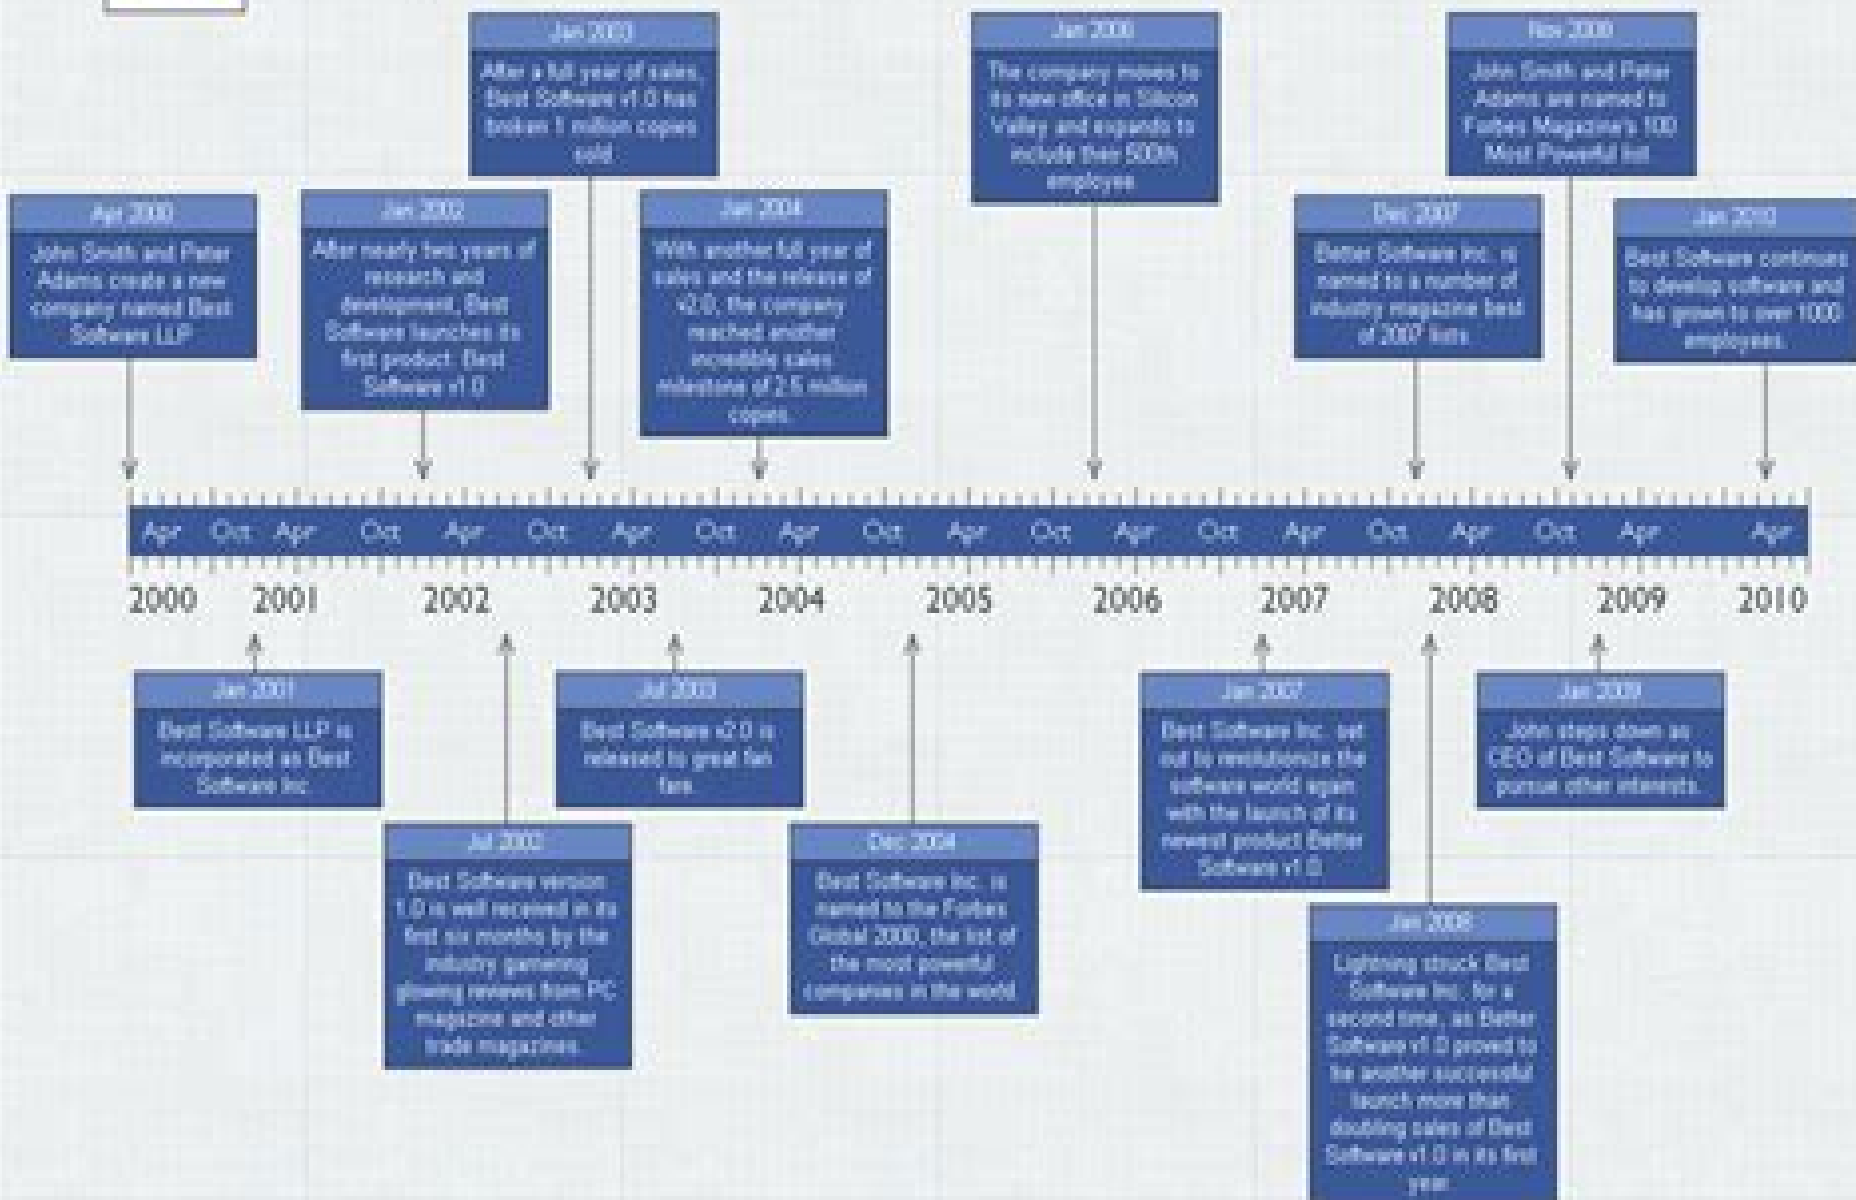 Jan 2003
After a full year of sales,
Best Software v1.0 has
broken 1 million copies
sold
Jan 2006
The company moves to
its new office in Silicon
Valley and expands to
include their 500th
employee.
Nov 2008
John Smith and Peter
Adams are named to
Forbes Magazine's 100
Most Powerful list
Apr 2000
John Smith and Peter
Adams create a new
company named Best
Software LLP
Jan 2002
After nearly two years of
research and
development, Best
Software launches its
first product: Best
Software v1.0
Jan 2004
With another full year of
sales and the release of
v2.0, the company
reached another
incredible sales
milestone of 2.5 million
copies.
Dec 2007
Better Software Inc. is
named to a number of
industry magazine best
of 2007 lists
Jan 2010
Best Software continues
to develop software and
has grown to over 1000
employees.
Apr Oct Apr Oct Apr Oct Apr Oct Apr Oct Apr Oct Apr Oct Apr Oct Apr Oct Apr Apr
2000 2001 2002 2003 2004 2005 2006 2007 2008 2009 2010
Jan 2001
Best Software LLP is
incorporated as Best
Software Inc.
Jul 2002
Best Software version
1.0 is well received in its
first six months by the
industry garnering
glowing reviews from PC
magazine and other
trade magazines.
Jul 2003
Best Software v2.0 is
released to great fan
fare.
Dec 2004
Best Software Inc. is
named to the Forbes
Global 2000, the list of
the most powerful
companies in the world.
Jan 2007
Best Software Inc. set
out to revolutionize the
software world again
with the launch of its
newest product Better
Software v1.0
Jan 2008
Lightning struck Best
Software Inc. for a
second time, as Better
Software v1.0 proved to
be another successful
launch more than
doubling sales of Best
Software v1.0 in its first
year.
Jan 2009
John steps down as
CEO of Best Software to
pursue other interests.